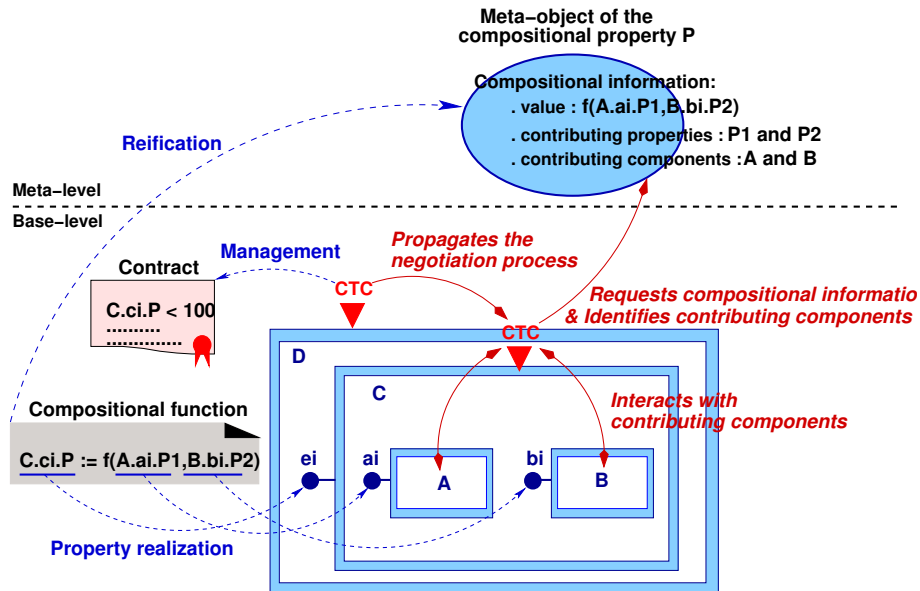 Meta-object of the
compositional property P
Compositional information:
. value : f(A.ai.P1,B.bi.P2)
. contributing properties : P1 and P2
. contributing components : A and B
Reification
Meta-level
Base-level
Propagates the
negotiation process
Management
Contract
CTC
C.ci.P < 100
............
...............
Requests compositional informatio
& Identifies contributing components
CTC
D
C
Interacts with
contributing components
Compositional function
C.ci.P := f(A.ai.P1,B.bi.P2)
ei
ai
bi
A
B
Property realization